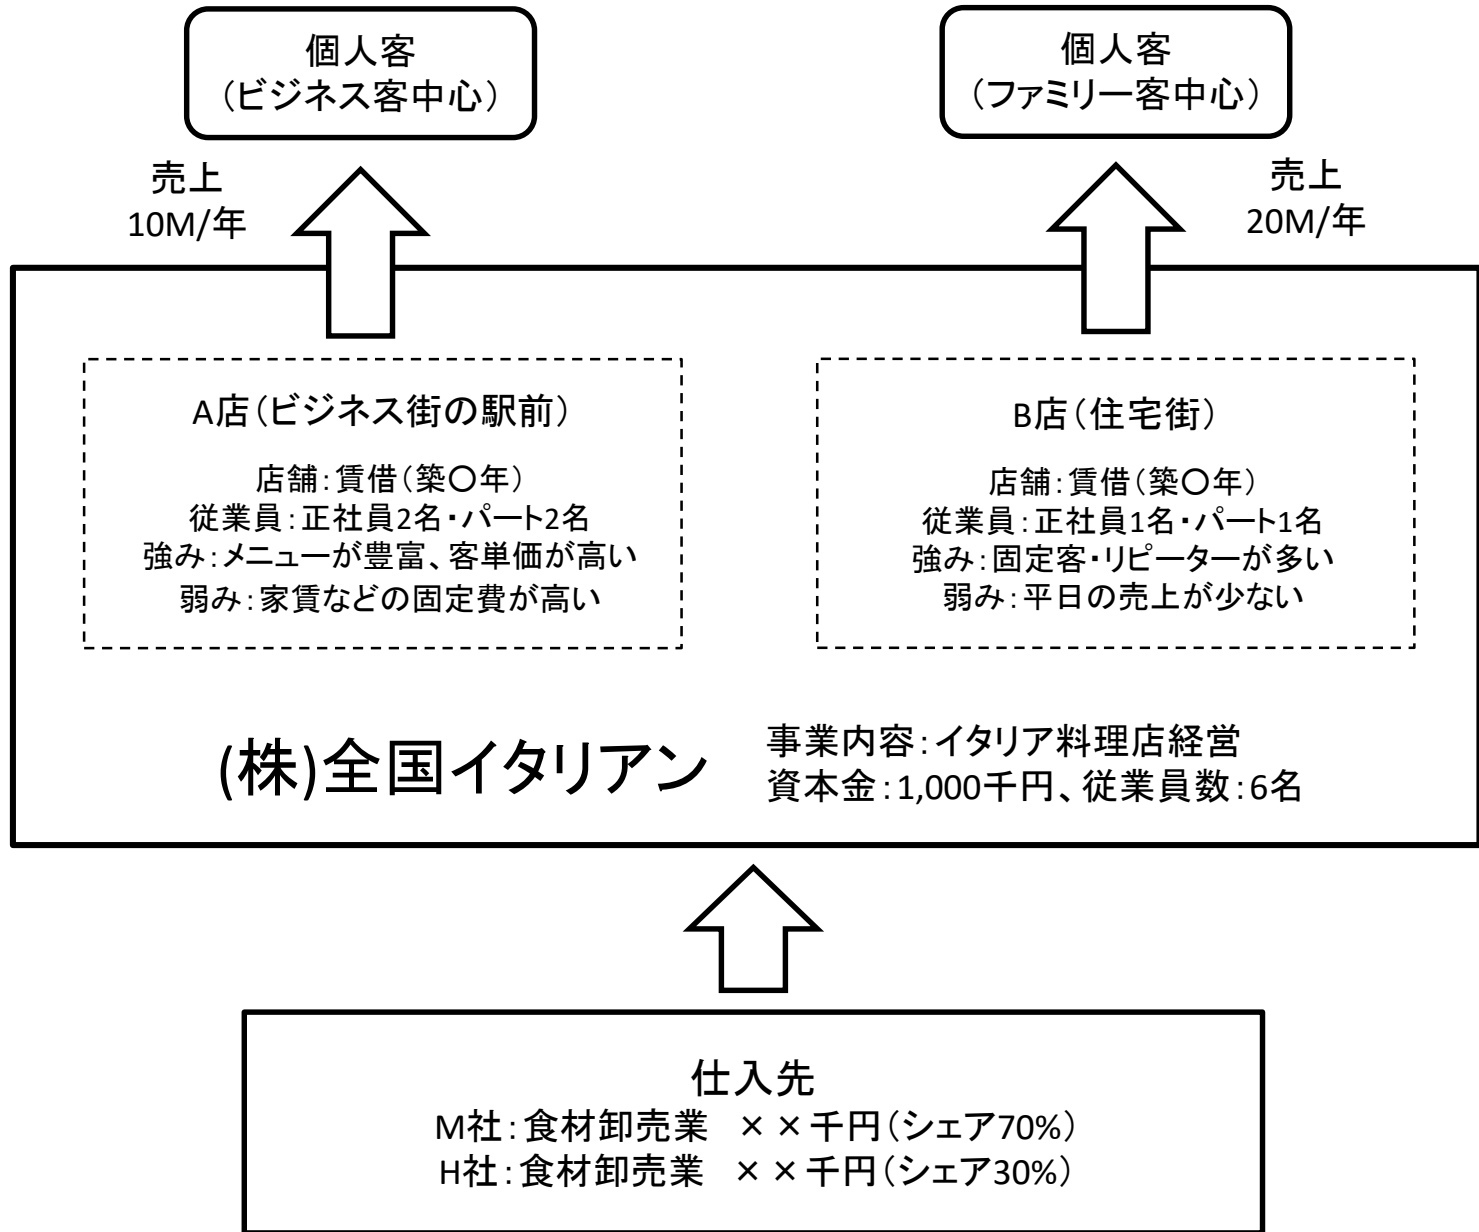 個人客
（ビジネス客中心）
個人客
（ファミリー客中心）
売上
10M/年
売上
20M/年
A店（ビジネス街の駅前）
店舗：賃借（築〇年）
従業員：正社員2名・パート2名
強み：メニューが豊富、客単価が高い
弱み：家賃などの固定費が高い
B店（住宅街）
店舗：賃借（築〇年）
従業員：正社員1名・パート1名
強み：固定客・リピーターが多い
弱み：平日の売上が少ない
(株)全国イタリアン
事業内容：イタリア料理店経営
資本金：1,000千円、従業員数：6名
仕入先
M社：食材卸売業　××千円（シェア70%）
H社：食材卸売業　××千円（シェア30%）